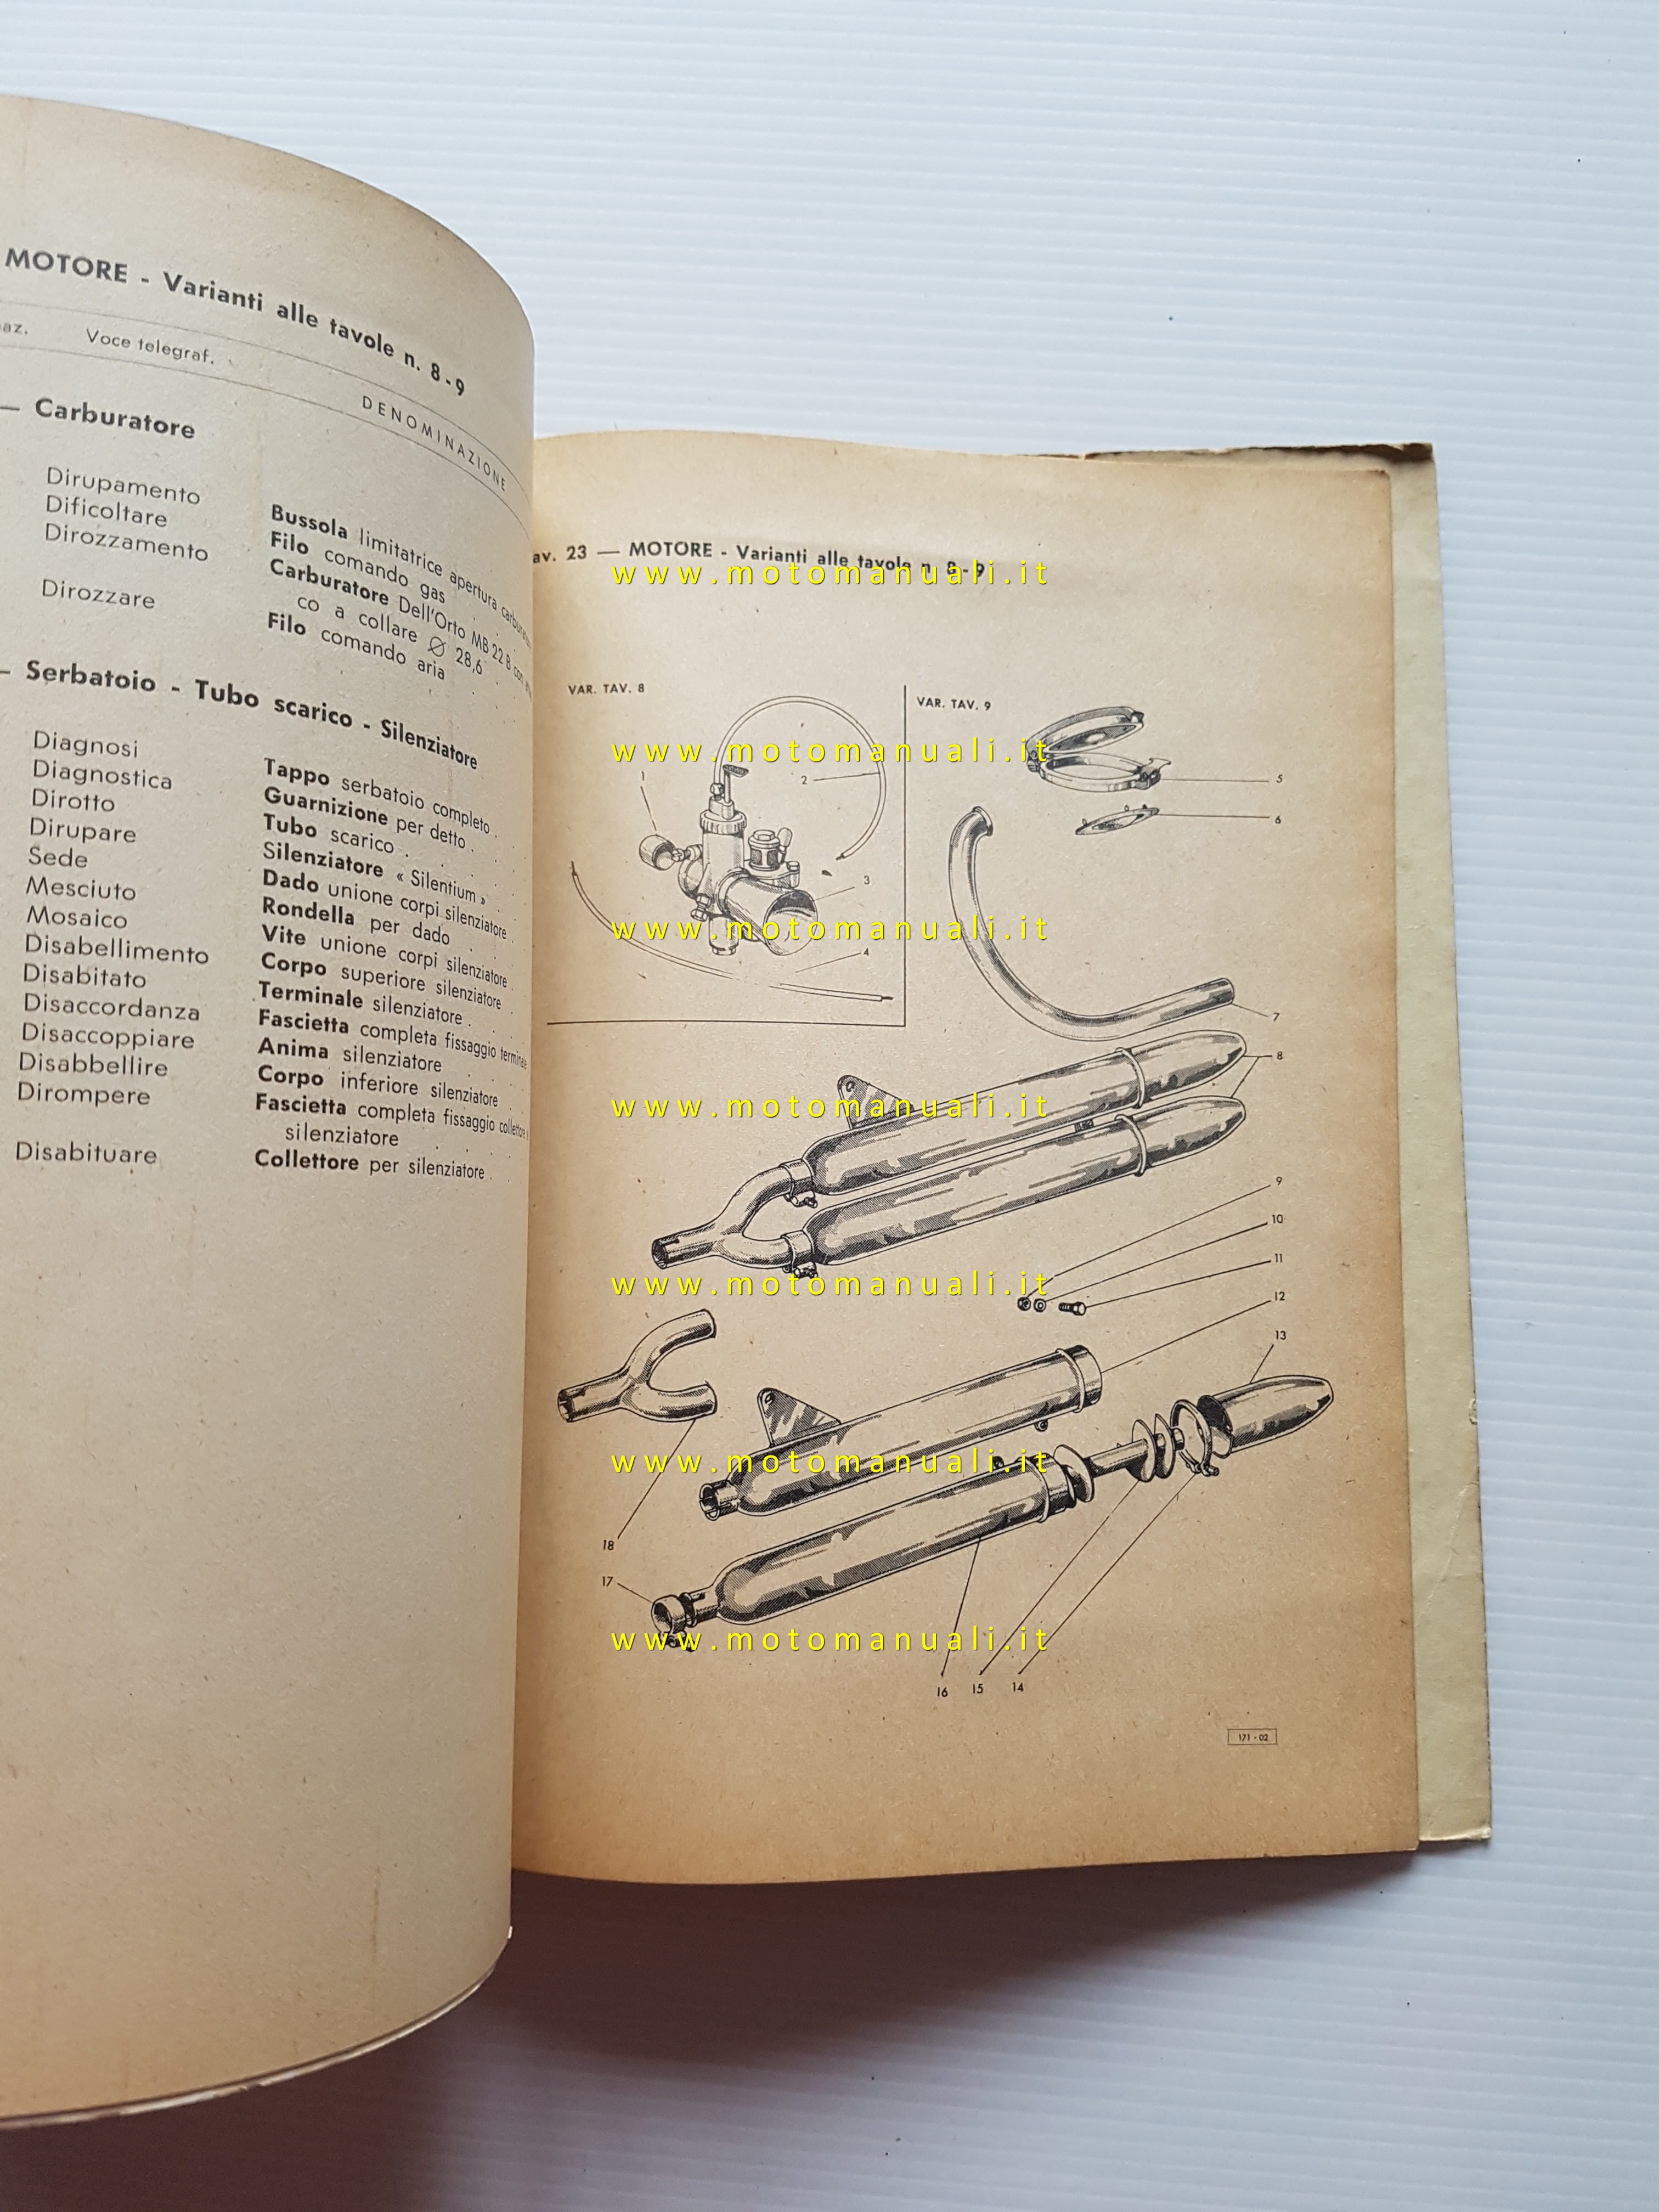 MOTORE - Varianti alle tavole n. 8-9
az. Voce telegraf. DENOMINAZIONE
— Carburatore
Dirupamento Bussola limitatrice apertura
Dificoltare Filo comando gas
Dirozzamento Carburatore Dell'Orto MB 22 B con
co a collare Ø 28,6
Dirozzare Filo comando aria
— Serbatoio - Tubo scarico - Silenziatore
Diagnosi Tappo serbatoio completo
Diagnostica Guarnizione per detto
Dirotto Tubo scarico
Dirupare Silenziatore « Silentium »
Sede Dado unione corpi silenziatore
Mesciuto Rondella per dado
Mosaico Vite unione corpi silenziatore
Disabellimento Corpo superiore silenziatore
Disabitato Terminale silenziatore
Disaccordanza Fascietta completa fissaggio terminale
Disaccoppiare Anima silenziatore
Disabbellire Corpo inferiore silenziatore
Dirompere Fascietta completa fissaggio
silenziatore
Disabituare Collettore per silenziatore
av. 23 — MOTORE - Varianti alle tavole n. 8-9
www.motomanuali.it
VAR. TAV. 8
VAR. TAV. 9
www.motomanuali.it
1
2
5
6
3
www.motomanuali.it
4
7
8
www.motomanuali.it
9
10
11
www.motomanuali.it
12
13
www.motomanuali.it
18
17
www.motomanuali.it
16 15 14
171 - 02